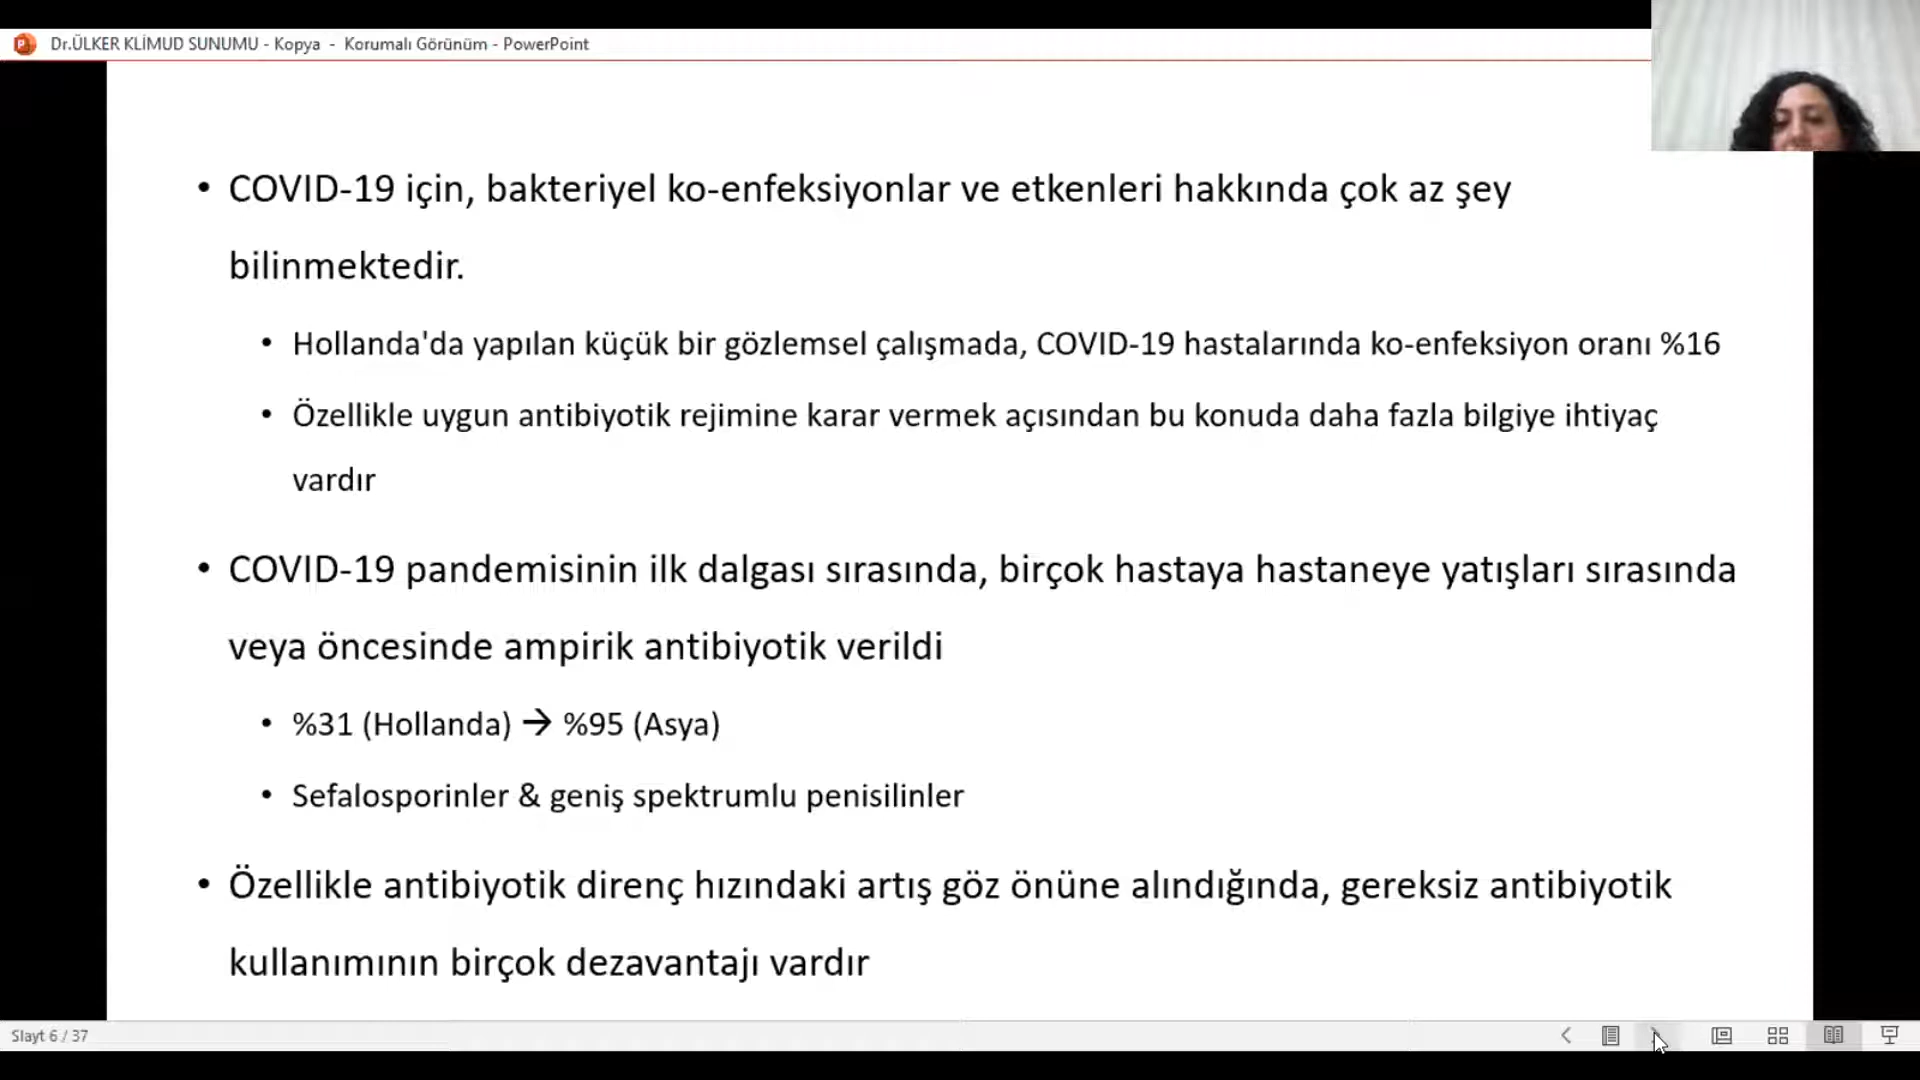 Dr.ÜLKER KLİMUD SUNUMU - Kopya - Korumalı Görünüm - PowerPoint
• COVID-19 için, bakteriyel ko-enfeksiyonlar ve etkenleri hakkında çok az şey
bilinmektedir.
• Hollanda'da yapılan küçük bir gözlemsel çalışmada, COVID-19 hastalarında ko-enfeksiyon oranı %16
• Özellikle uygun antibiyotik rejimine karar vermek açısından bu konuda daha fazla bilgiye ihtiyaç
vardır
• COVID-19 pandemisinin ilk dalgası sırasında, birçok hastaya hastaneye yatışları sırasında
veya öncesinde ampirik antibiyotik verildi
• %31 (Hollanda) → %95 (Asya)
• Sefalosporinler & geniş spektrumlu penisilinler
• Özellikle antibiyotik direnç hızındaki artış göz önüne alındığında, gereksiz antibiyotik
kullanımının birçok dezavantajı vardır
Slayt 6 / 37